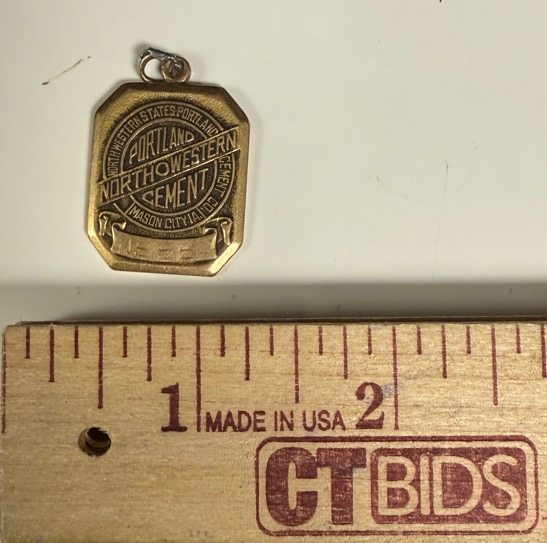 NORTHWESTERN STATES PORTLAND CEMENT CO.
PORTLAND
NORTHWESTERN
CEMENT
MASON CITY IA.
1 MADE IN USA 2
CTBIDS